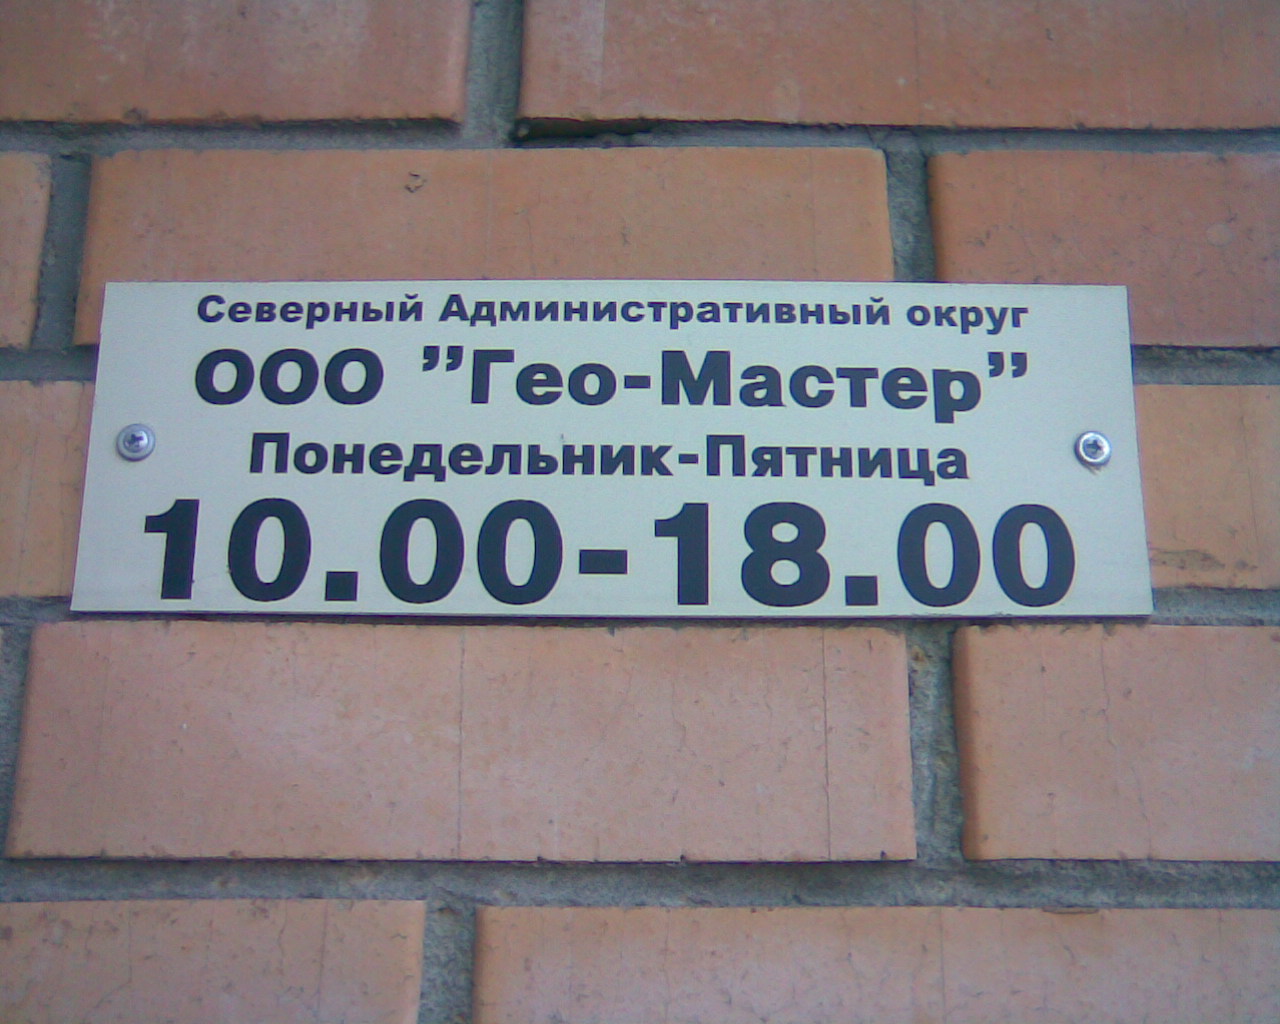 Северный Административный округ
ООО "Гео-Мастер"
Понедельник-Пятница
10.00-18.00